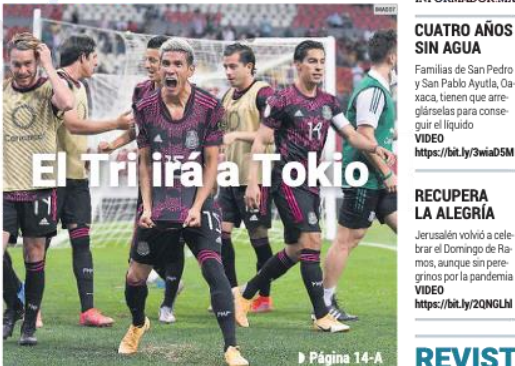 IMAGO7
El Tri irá a Tokio
Página 14-A
INFORMADOR.MX
CUATRO AÑOS
SIN AGUA
Familias de San Pedro
y San Pablo Ayutla, Oa-
xaca, tienen que arre-
glárselas para conse-
guir el líquido
VIDEO
https://bit.ly/3wiaD5M
RECUPERA
LA ALEGRÍA
Jerusalén volvió a cele-
brar el Domingo de Ra-
mos, aunque sin pere-
grinos por la pandemia
VIDEO
https://bit.ly/2QNGLhl
REVIST